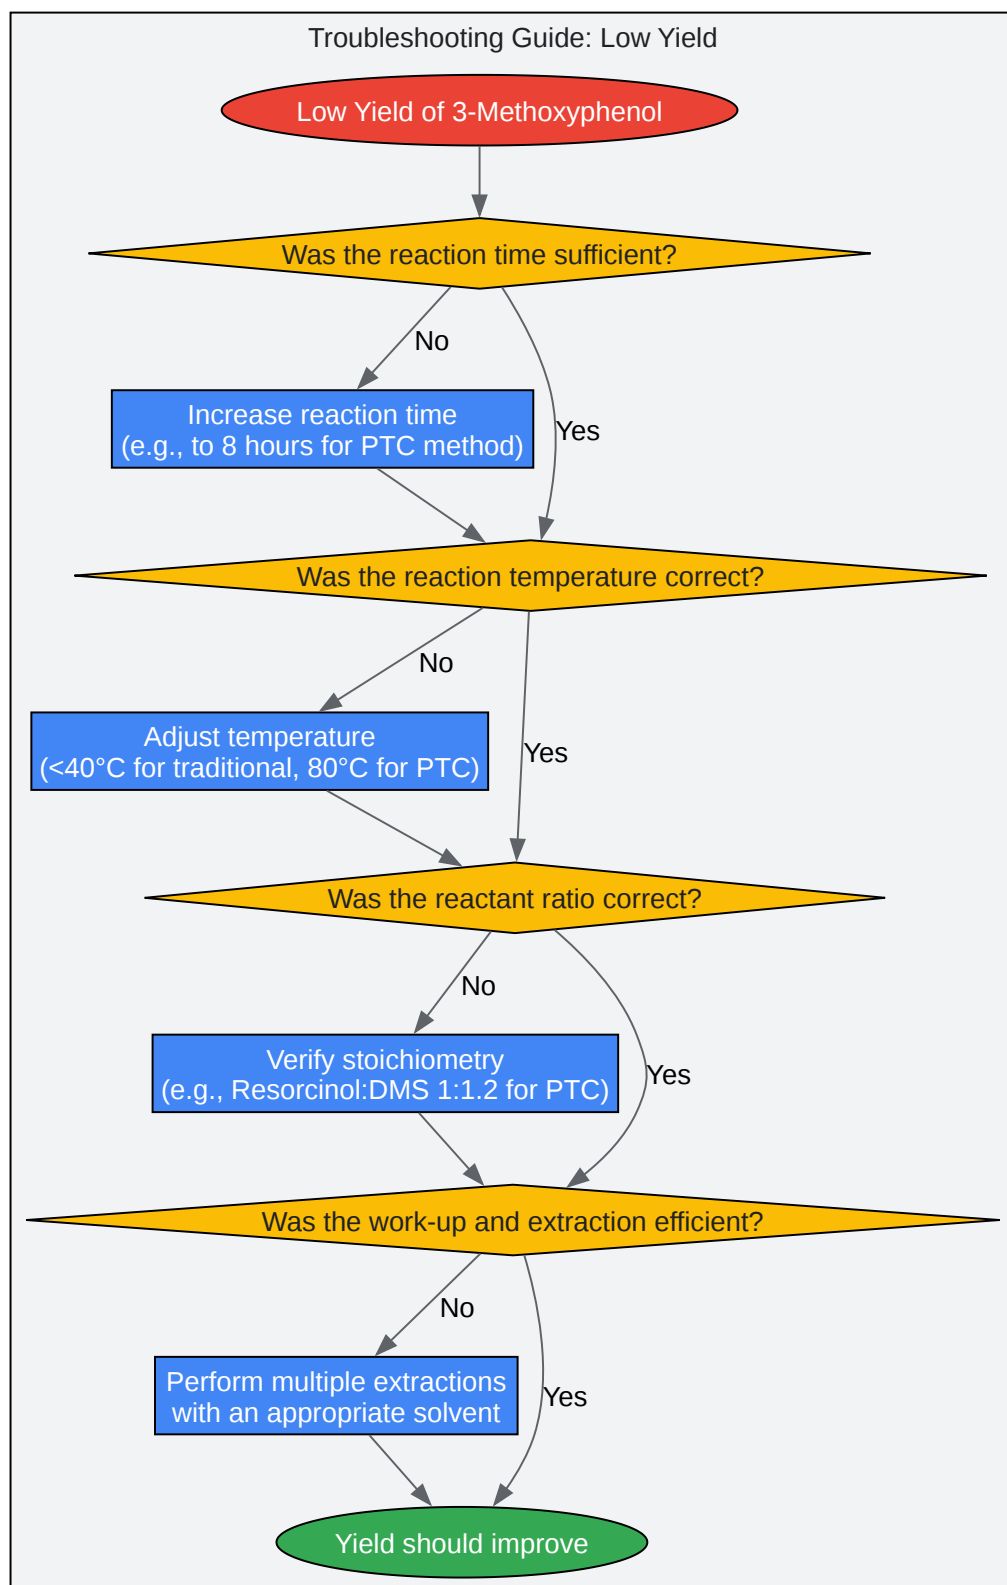 Troubleshooting Guide: Low Yield
Low Yield of 3-Methoxyphenol
Was the reaction time sufficient?
No
Increase reaction time
(e.g., to 8 hours for PTC method)
Yes
Was the reaction temperature correct?
No
Adjust temperature
(<40°C for traditional, 80°C for PTC)
Yes
Was the reactant ratio correct?
No
Verify stoichiometry
(e.g., Resorcinol:DMS 1:1.2 for PTC)
Yes
Was the work-up and extraction efficient?
No
Perform multiple extractions
with an appropriate solvent
Yes
Yield should improve